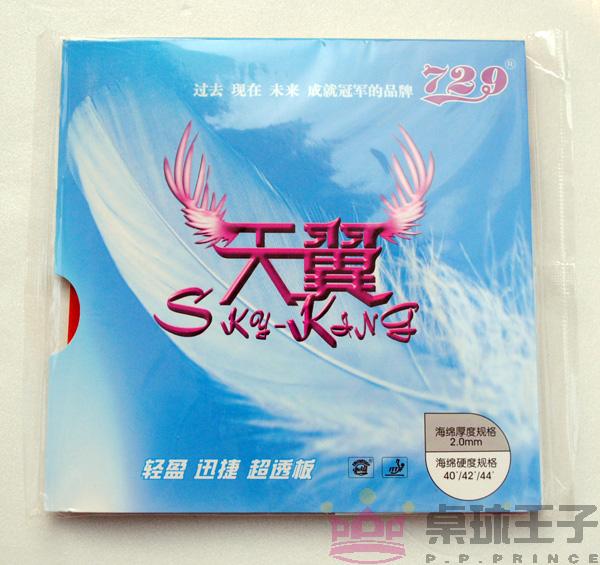 过去 现在 未来 成就冠军的品牌
729®
天翼
SKY-KING
海绵厚度规格
2.0mm
海绵硬度规格
40°/42°/44°
轻盈 迅捷 超透板
PPP
桌球王子
P.P.PRINCE